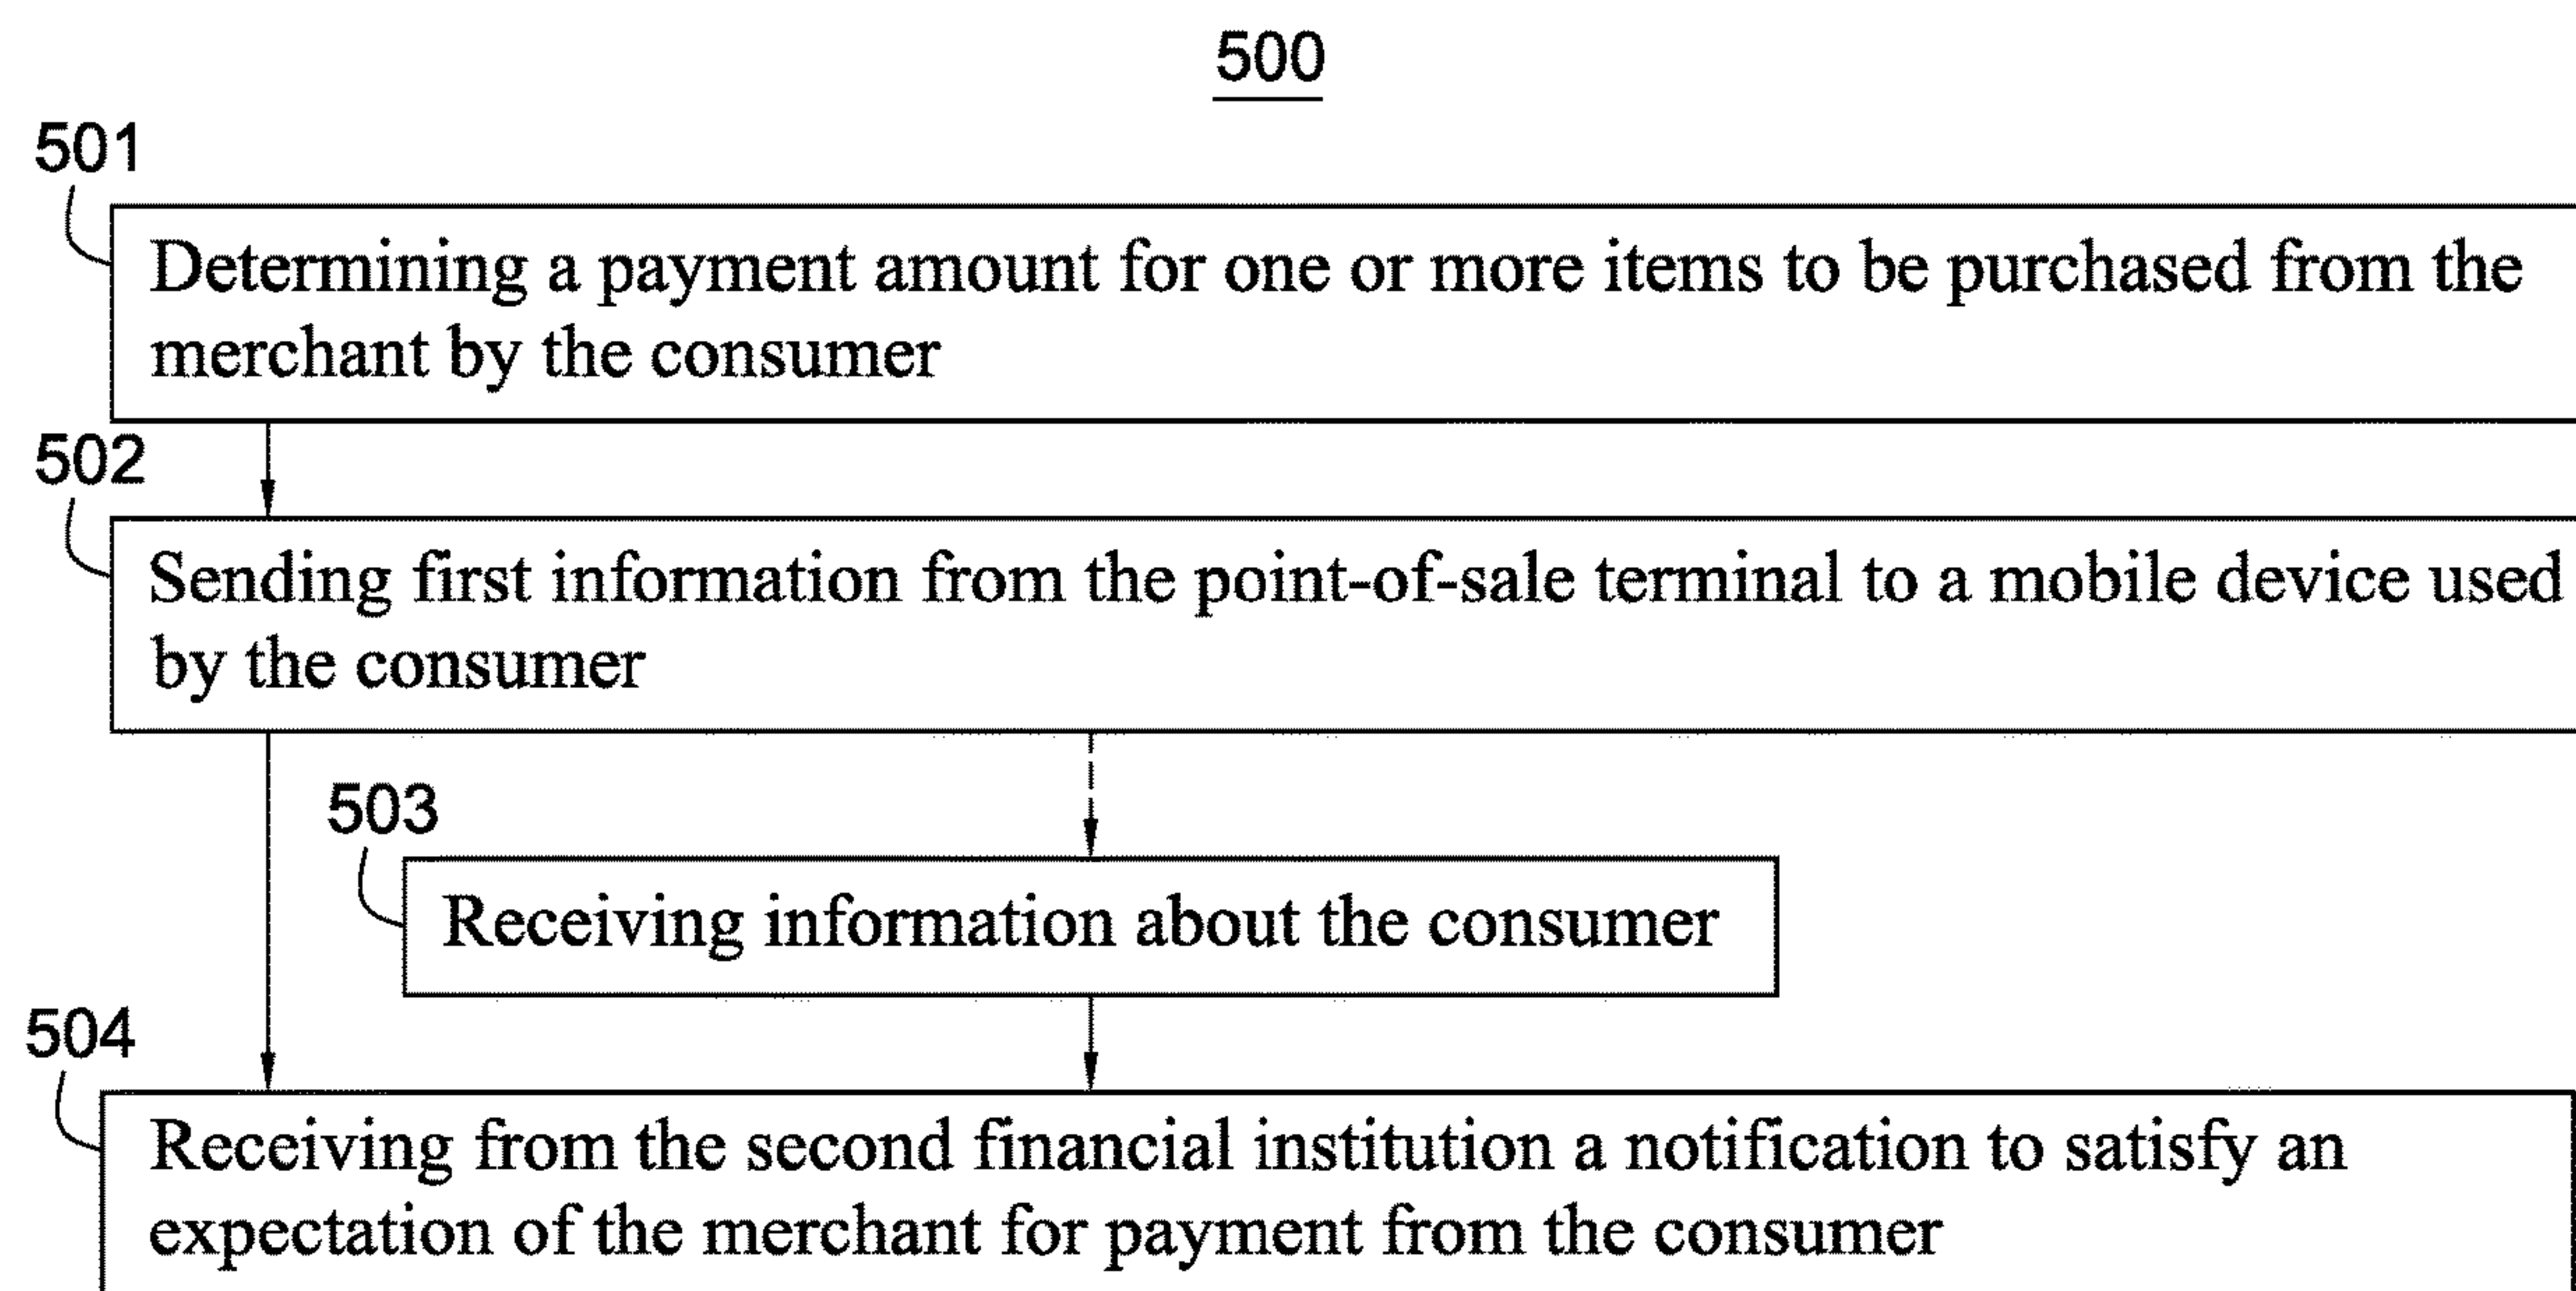 500
501
Determining a payment amount for one or more items to be purchased from the
merchant by the consumer
502
Sending first information from the point-of-sale terminal to a mobile device used
by the consumer
503
Receiving information about the consumer
504
Receiving from the second financial institution a notification to satisfy an
expectation of the merchant for payment from the consumer